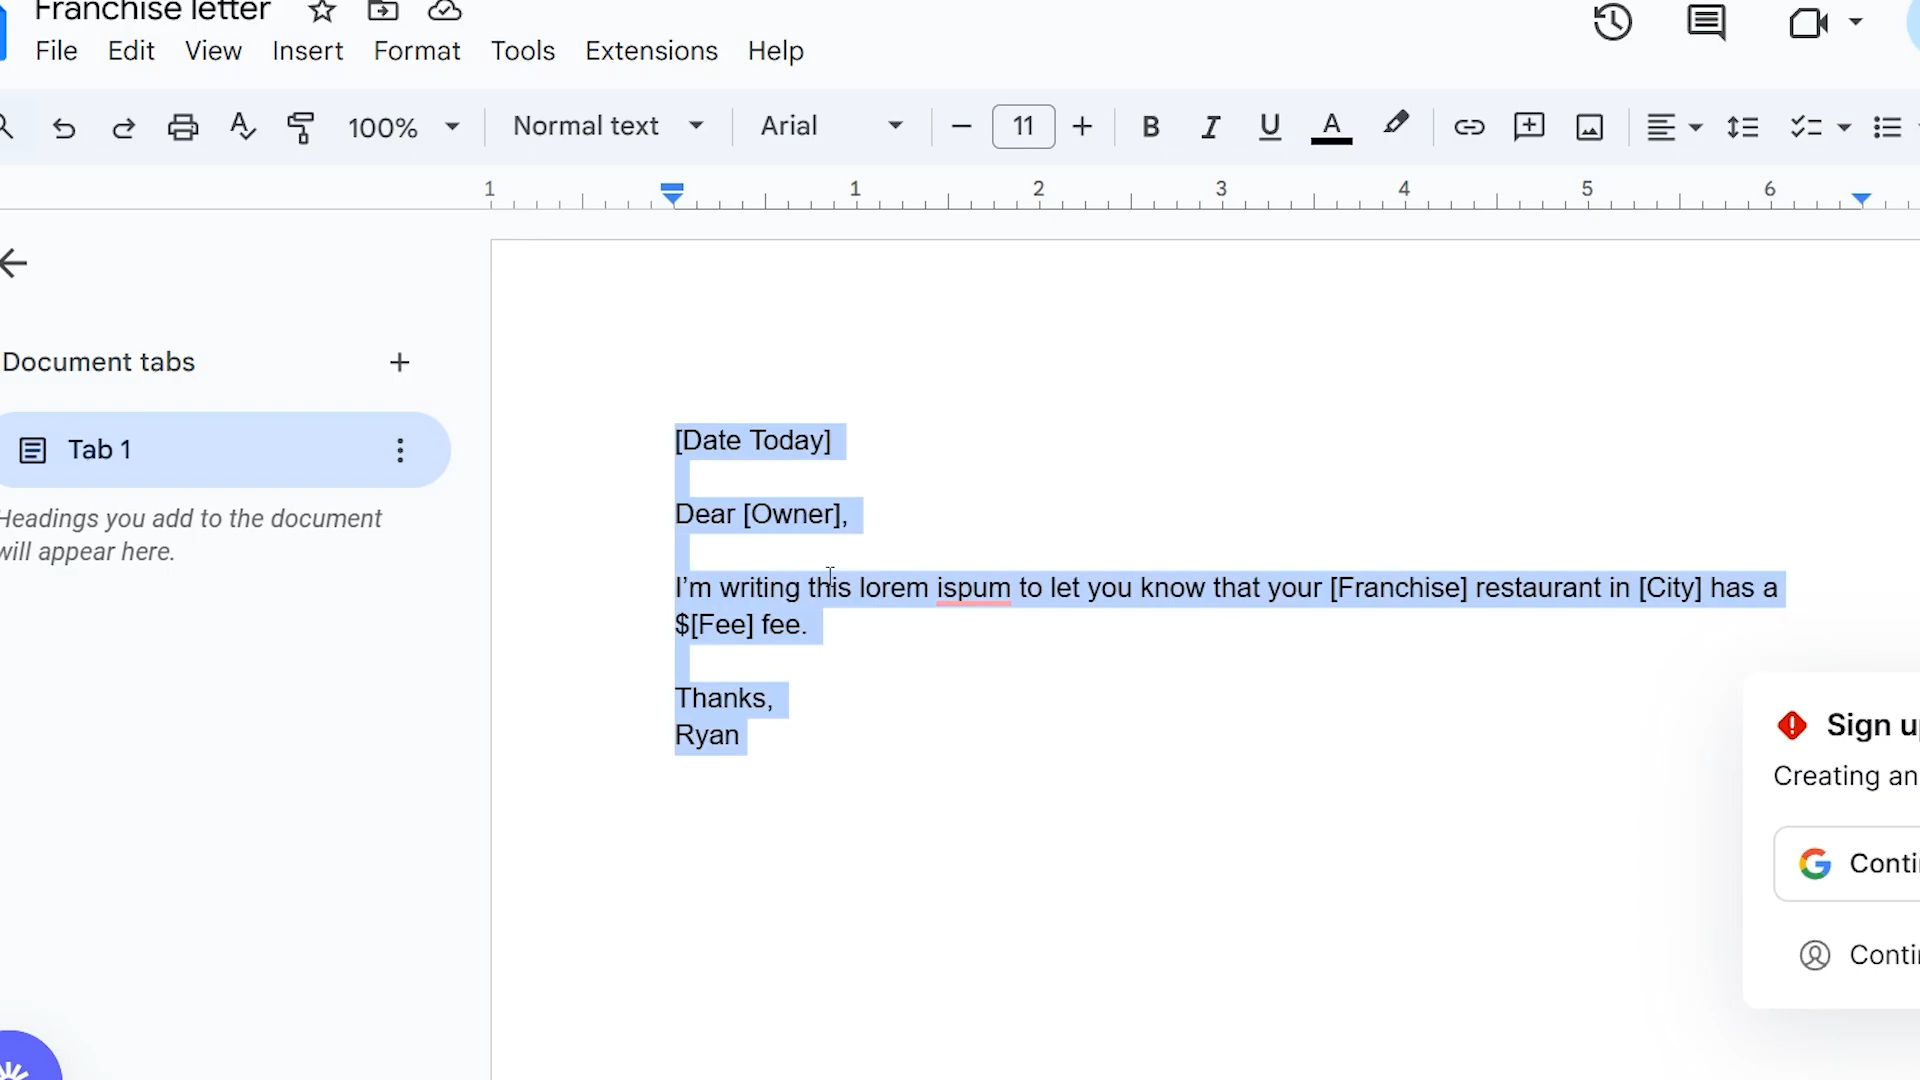 Franchise letter
File Edit View Insert Format Tools Extensions Help
100% Normal text Arial 11
1 1 2 3 4 5 6
Document tabs
Tab 1
Headings you add to the document
will appear here.
[Date Today]
Dear [Owner],
I’m writing this lorem ispum to let you know that your [Franchise] restaurant in [City] has a
$[Fee] fee.
Thanks,
Ryan
Sign
Creating an